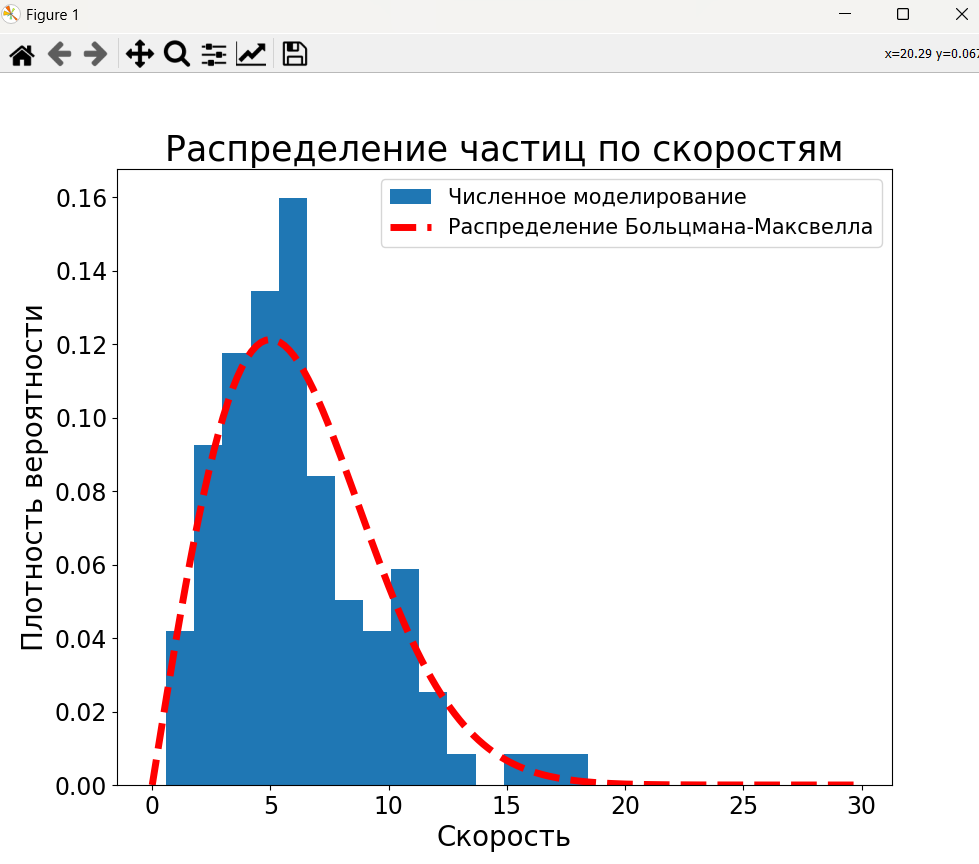 Figure 1
x=20.29 y=0.067
Распределение частиц по скоростям
Численное моделирование
Распределение Больцмана-Максвелла
Плотность вероятности
0.16
0.14
0.12
0.10
0.08
0.06
0.04
0.02
0.00
0 5 10 15 20 25 30
Скорость